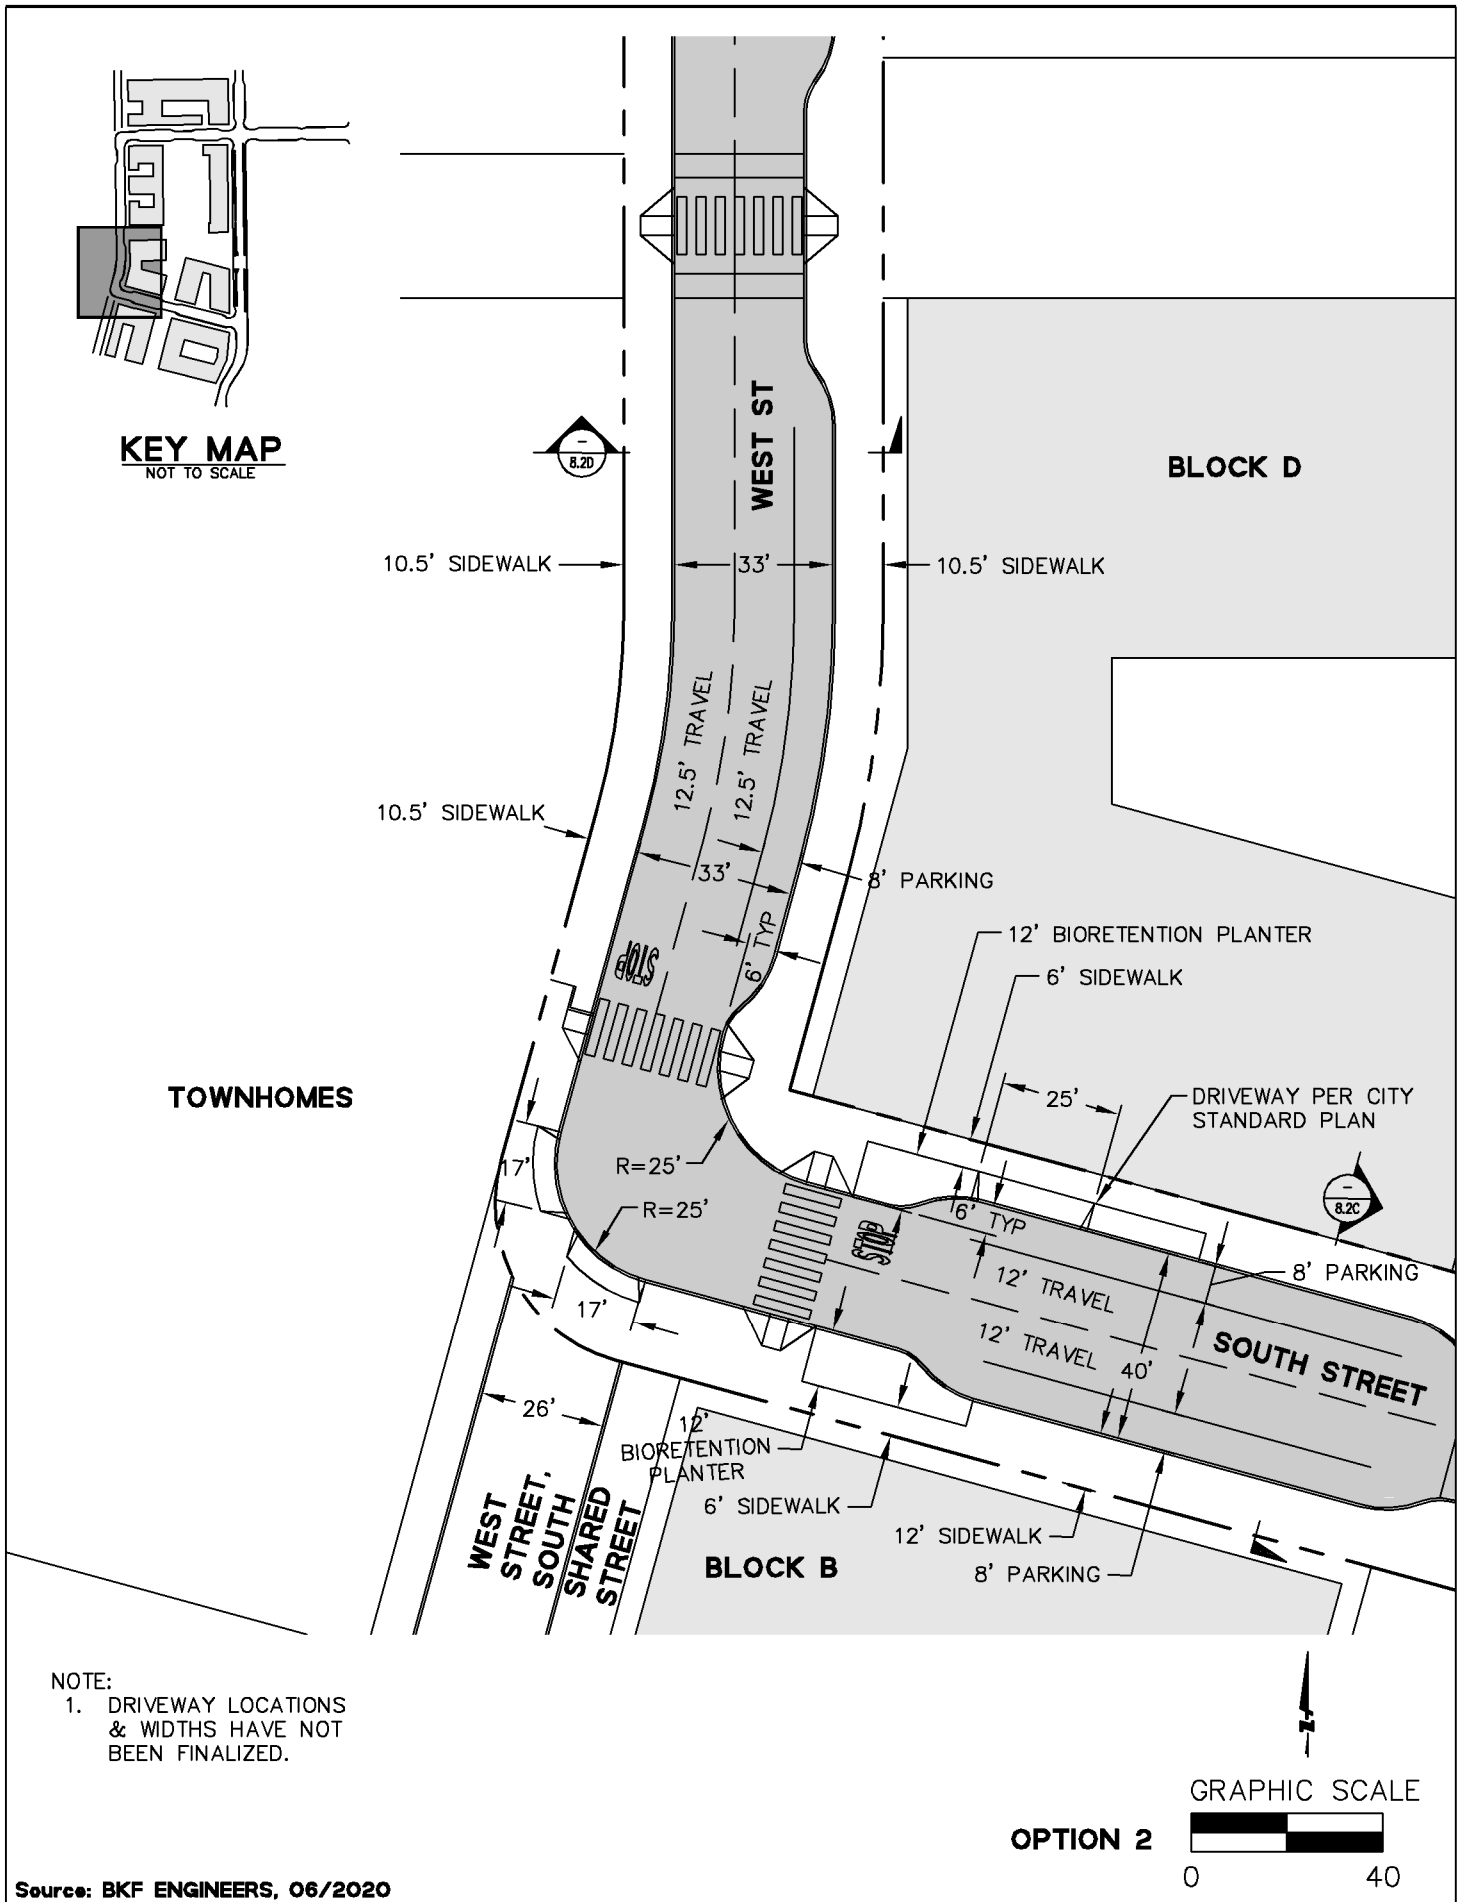 KEY MAP
NOT TO SCALE
WEST ST
–
8.2D
BLOCK D
10.5' SIDEWALK
33'
10.5' SIDEWALK
12.5' TRAVEL
12.5' TRAVEL
10.5' SIDEWALK
33'
8' PARKING
6' TYP
STOP
12' BIORETENTION PLANTER
6' SIDEWALK
TOWNHOMES
25'
DRIVEWAY PER CITY
STANDARD PLAN
17'
R=25'
R=25'
–
8.2C
6' TYP
STOP
12' TRAVEL
8' PARKING
17'
12' TRAVEL
40'
SOUTH STREET
26'
12'
BIORETENTION
PLANTER
6' SIDEWALK
WEST
STREET,
SOUTH
SHARED
STREET
12' SIDEWALK
BLOCK B
8' PARKING
NOTE:
1. DRIVEWAY LOCATIONS
& WIDTHS HAVE NOT
BEEN FINALIZED.
N
GRAPHIC SCALE
OPTION 2
0 40
Source: BKF ENGINEERS, 06/2020